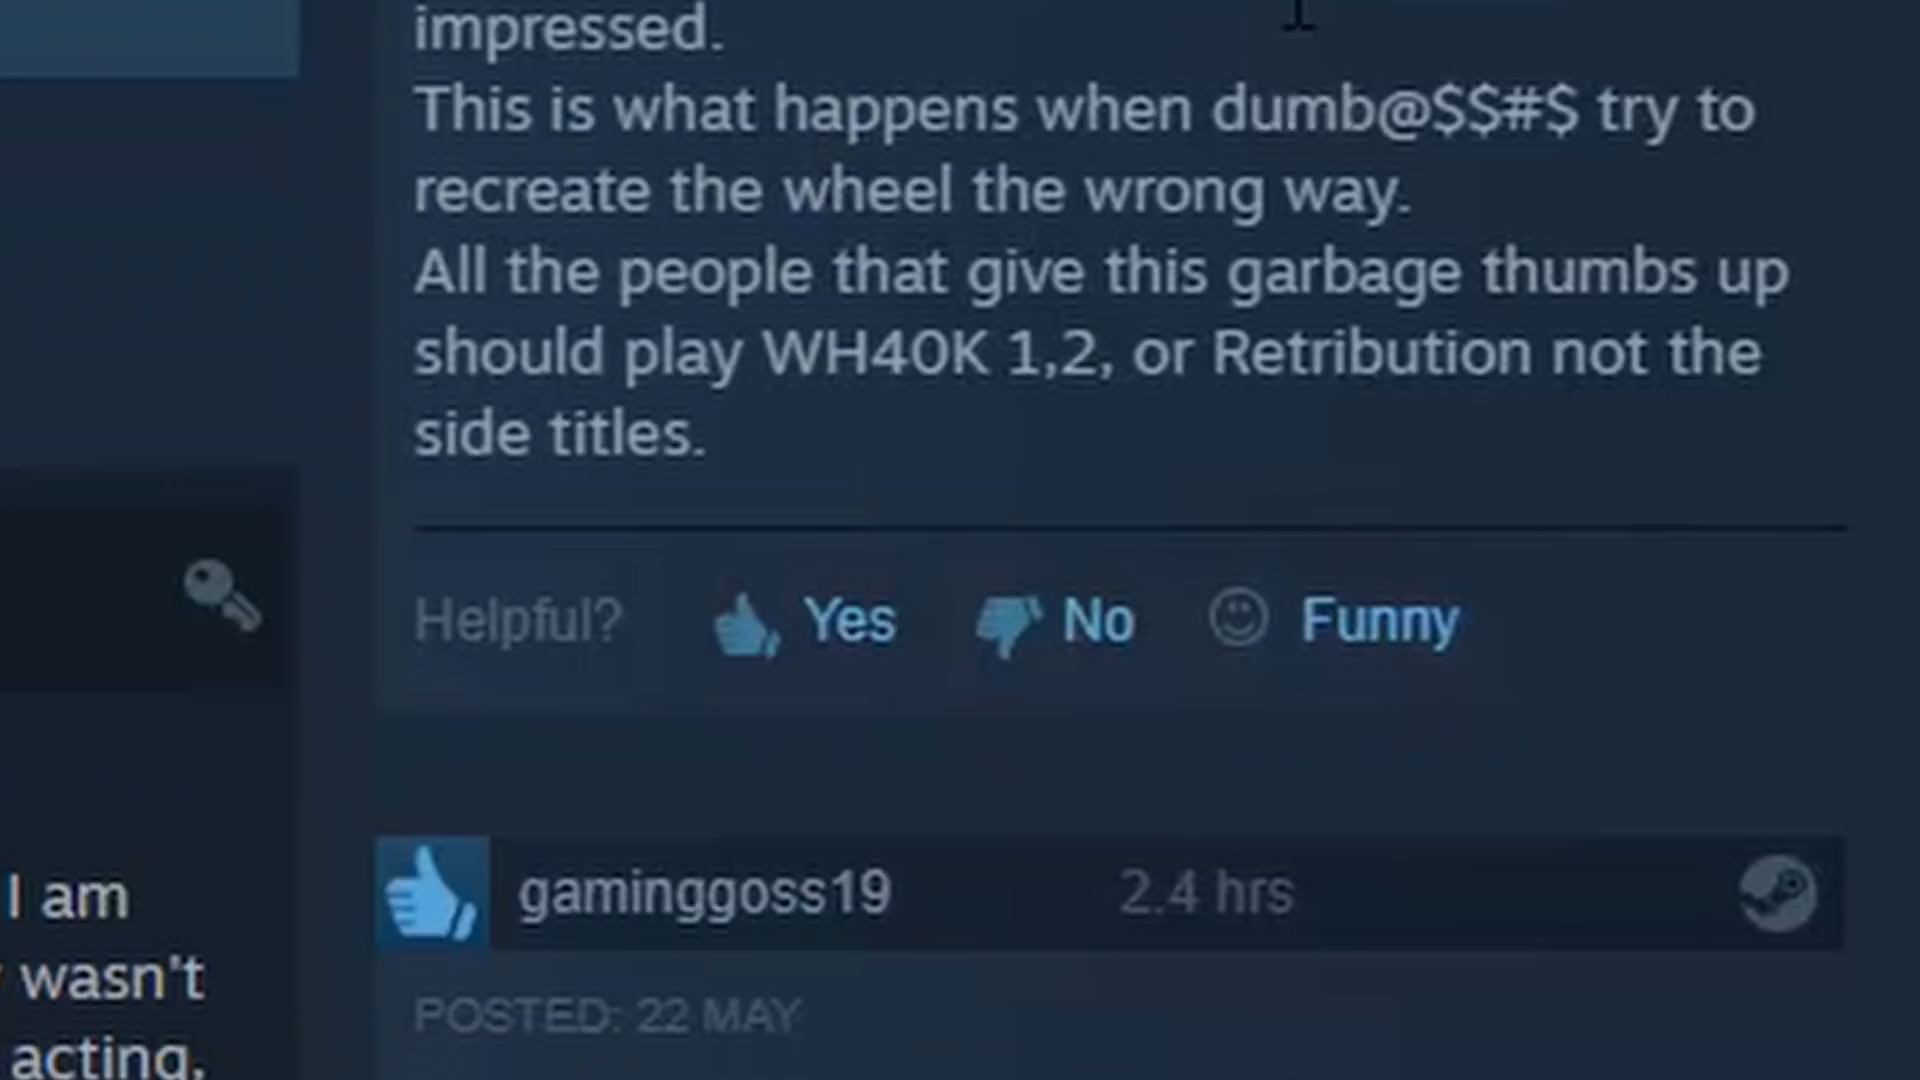 impressed.
This is what happens when dumb@$$#$ try to
recreate the wheel the wrong way.
All the people that give this garbage thumbs up
should play WH40K 1,2, or Retribution not the
side titles.
Helpful? Yes No Funny
gaminggoss19 2.4 hrs
POSTED: 22 MAY
I am
wasn't
acting.